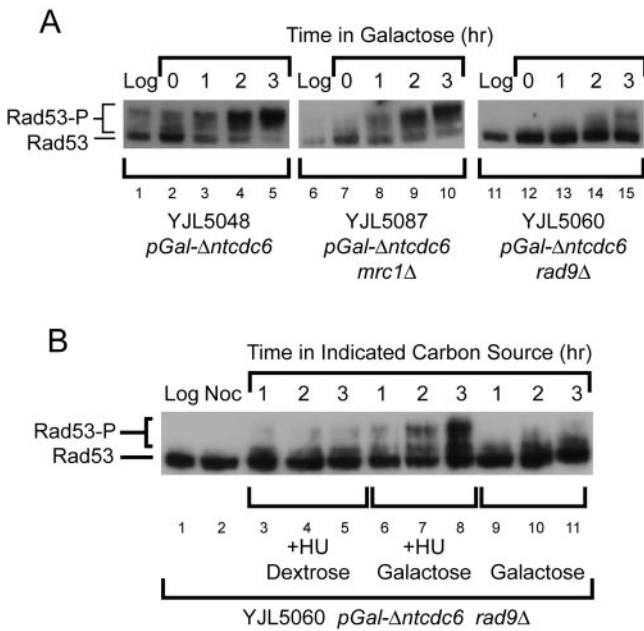 A
Time in Galactose (hr)
Log 0 1 2 3 Log 0 1 2 3 Log 0 1 2 3
Rad53-P
Rad53
1 2 3 4 5 6 7 8 9 10 11 12 13 14 15
YJL5048 YJL5087 YJL5060
pGal-Δntcdc6 pGal-Δntcdc6 pGal-Δntcdc6
mrc1Δ rad9Δ
B
Time in Indicated Carbon Source (hr)
Log Noc 1 2 3 1 2 3 1 2 3
Rad53-P
Rad53
1 2 3 4 5 6 7 8 9 10 11
+HU +HU
Dextrose Galactose Galactose
YJL5060 pGal-Δntcdc6 rad9Δ